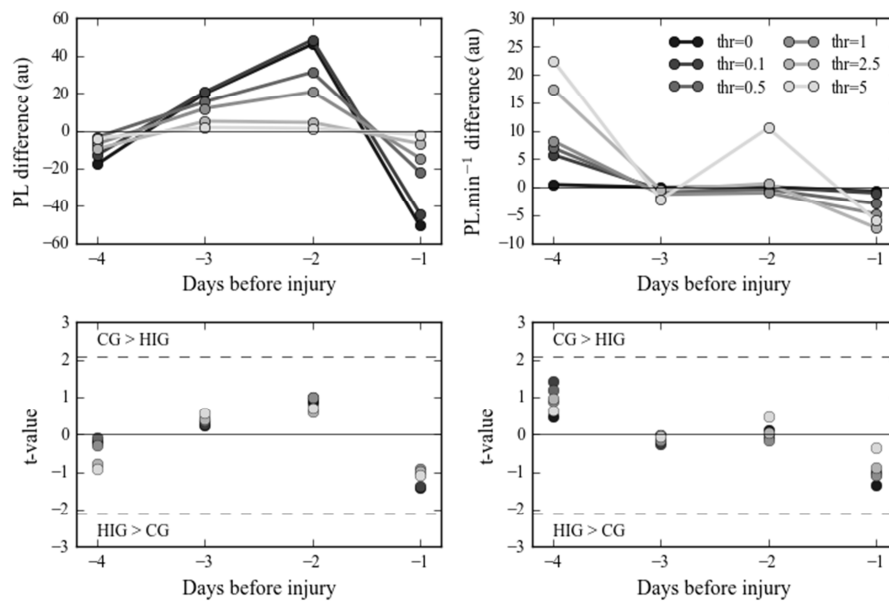 60
40
20
0
−20
−40
−60
PL difference (au)
−4
−3
−2
−1
Days before injury
30
25
20
15
10
5
0
−5
−10
PL.min⁻¹ difference (au)
thr=0
thr=1
thr=0.1
thr=2.5
thr=0.5
thr=5
−4
−3
−2
−1
Days before injury
3
2
1
0
−1
−2
−3
t-value
CG > HIG
HIG > CG
−4
−3
−2
−1
Days before injury
3
2
1
0
−1
−2
−3
t-value
CG > HIG
HIG > CG
−4
−3
−2
−1
Days before injury